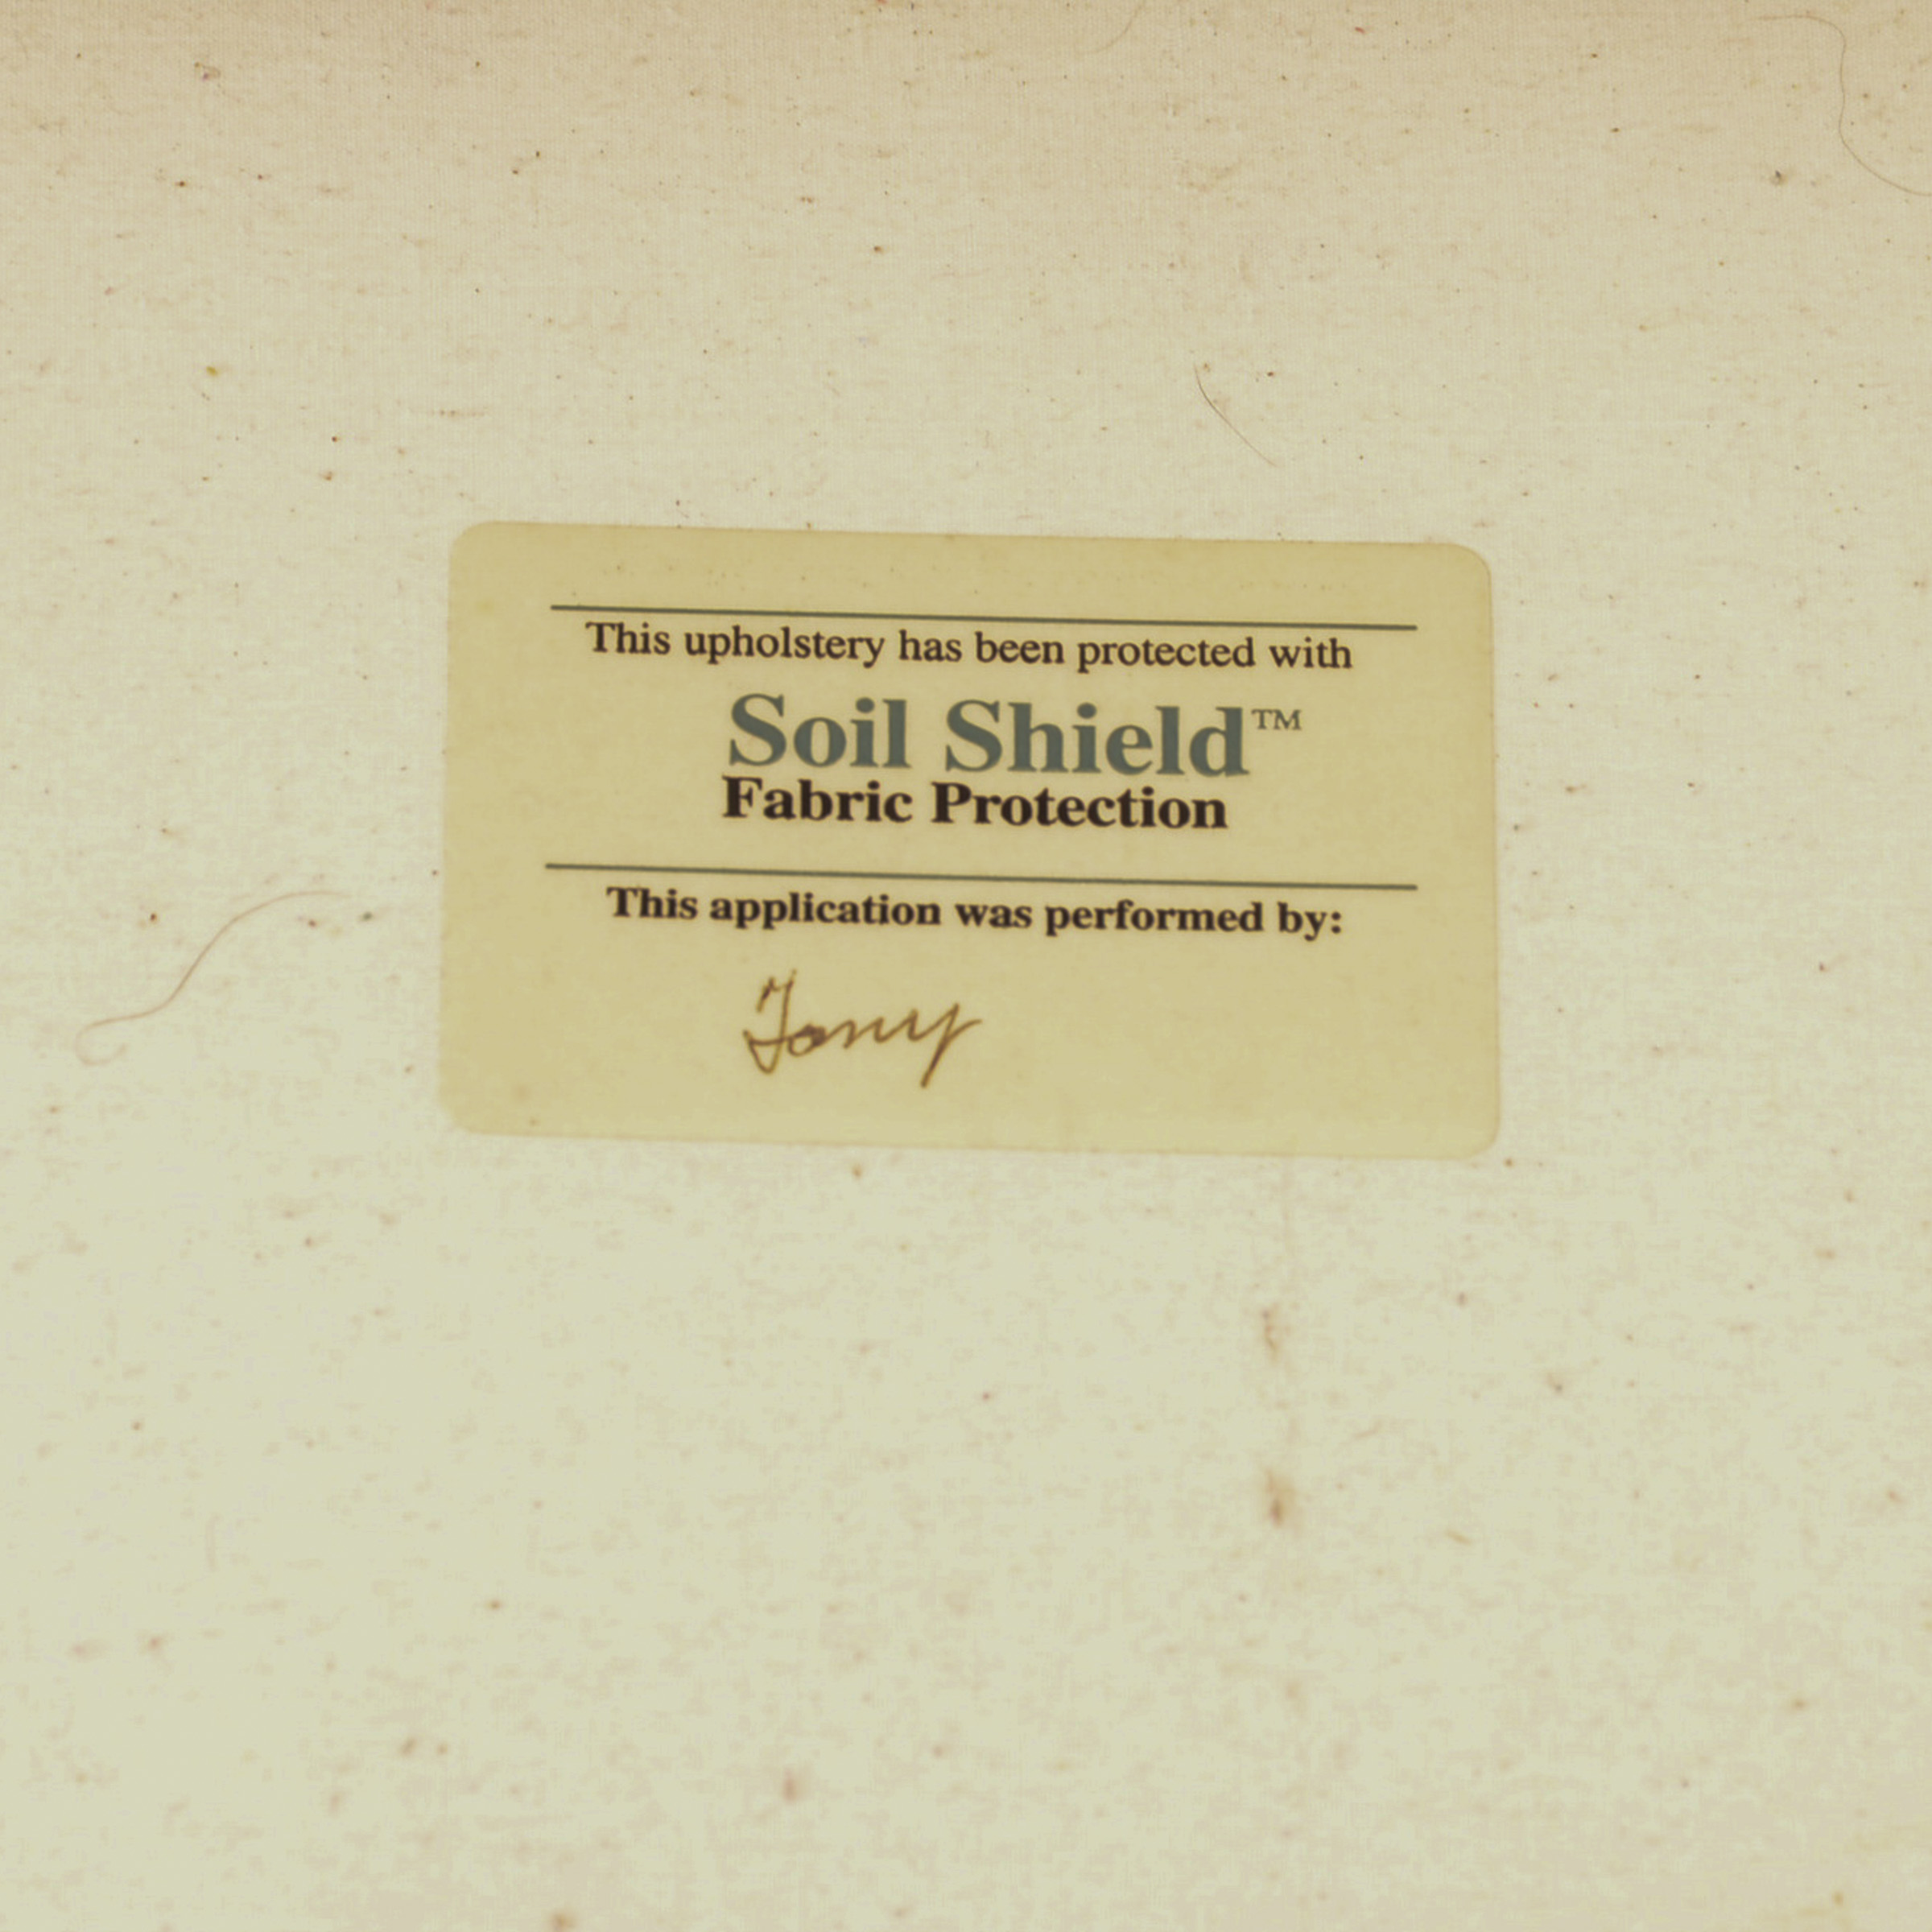 This upholstery has been protected with
Soil Shield™
Fabric Protection
This application was performed by:
Tony